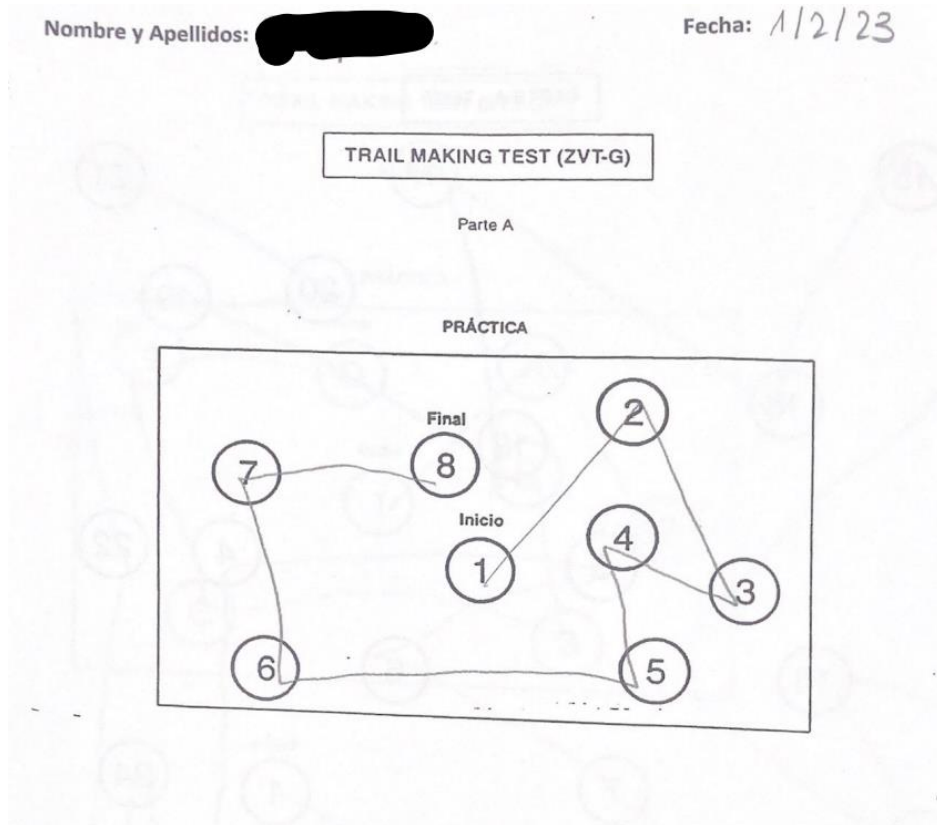 Nombre y Apellidos: Fecha: 1/2/23
TRAIL MAKING TEST (ZVT-G)
Parte A
PRÁCTICA
Final
2
7
8
Inicio
4
1
3
6
5